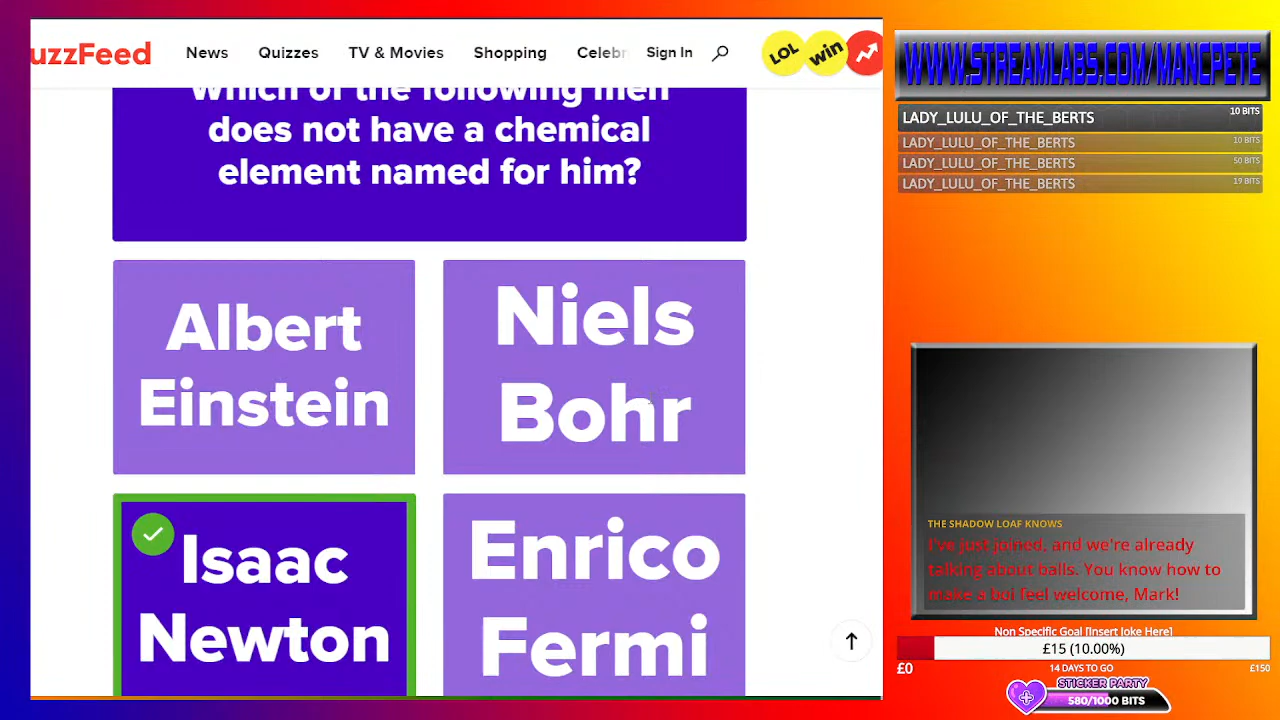 uzzFeed
News Quizzes TV & Movies Shopping Celebr Sign In
LOL win
Which of the following men
does not have a chemical
element named for him?
Albert
Einstein
Niels
Bohr
Isaac
Newton
Enrico
Fermi
WWW.STREAMLABS.COM/MANCPETE
LADY_LULU_OF_THE_BERTS 10 BITS
LADY_LULU_OF_THE_BERTS 10 BITS
LADY_LULU_OF_THE_BERTS 50 BITS
LADY_LULU_OF_THE_BERTS 19 BITS
THE SHADOW LOAF KNOWS
I've just joined, and we're already
talking about balls. You know how to
make a boi feel welcome, Mark!
Non Specific Goal [Insert Joke Here]
£15 (10.00%)
£0 14 DAYS TO GO £150
STICKER PARTY
580/1000 BITS